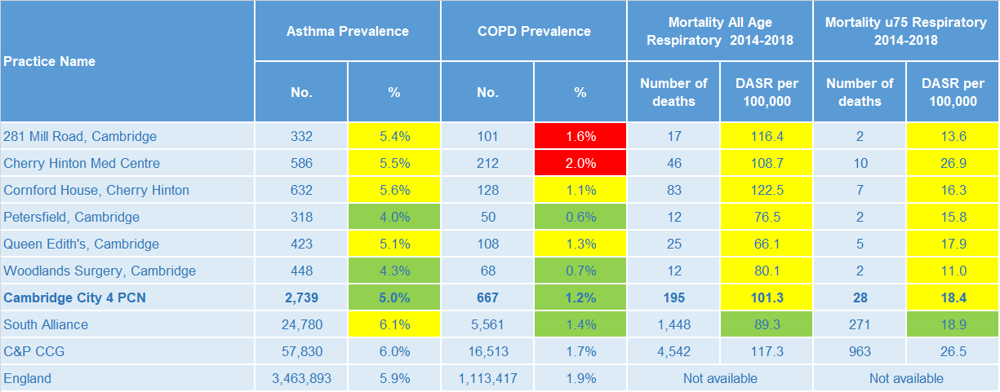 Practice Name
Asthma Prevalence
COPD Prevalence
Mortality All Age
Respiratory 2014-2018
Mortality u75 Respiratory
2014-2018
No.
%
No.
%
Number of
deaths
DASR per
100,000
Number of
deaths
DASR per
100,000
281 Mill Road, Cambridge 332 5.4% 101 1.6% 17 116.4 2 13.6
Cherry Hinton Med Centre 586 5.5% 212 2.0% 46 108.7 10 26.9
Cornford House, Cherry Hinton 632 5.6% 128 1.1% 83 122.5 7 16.3
Petersfield, Cambridge 318 4.0% 50 0.6% 12 76.5 2 15.8
Queen Edith's, Cambridge 423 5.1% 108 1.3% 25 66.1 5 17.9
Woodlands Surgery, Cambridge 448 4.3% 68 0.7% 12 80.1 2 11.0
Cambridge City 4 PCN 2,739 5.0% 667 1.2% 195 101.3 28 18.4
South Alliance 24,780 6.1% 5,561 1.4% 1,448 89.3 271 18.9
C&P CCG 57,830 6.0% 16,513 1.7% 4,542 117.3 963 26.5
England 3,463,893 5.9% 1,113,417 1.9% Not available Not available